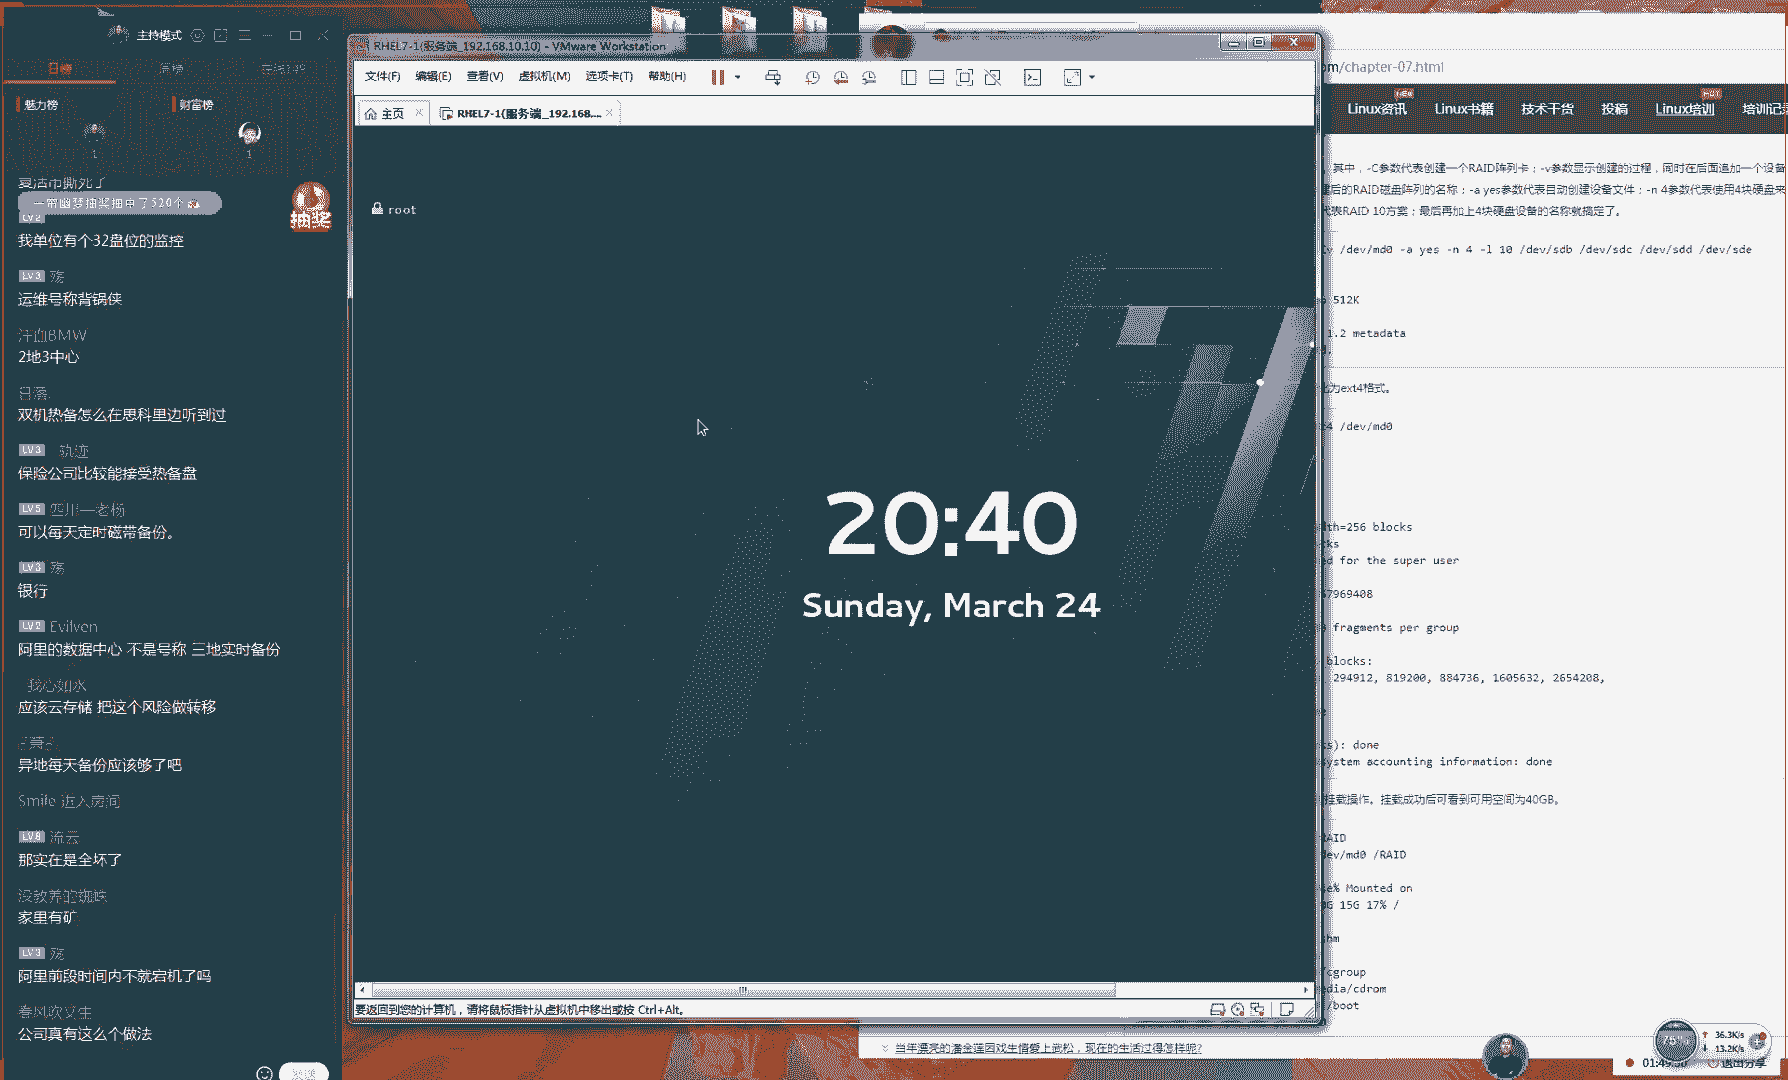 主持模式
日榜
魅力榜
财富榜
1
1
一帘幽梦抽奖抽中了520个
抽奖
LV2
我单位有个32盘位的监控
LV3
运维号称背锅侠
汗血BMW
2地3中心
双机热备怎么在思科里边听到过
LV3 轨迹
保险公司比较能接受热备盘
LV5 四川—老杨
可以每天定时磁带备份。
LV3
银行
LV2 Evilven
阿里的数据中心 不是号称 三地实时备份
我心如水
应该云存储 把这个风险做转移
异地每天备份应该够了吧
Smile 进入房间
LV8 流云
那实在是全坏了
没教养的蜘蛛
家里有矿
LV3
阿里前段时间内不就宕机了吗
春风吹又生
公司真有这么个做法
RHEL7-1(服务端_192.168.10.10) - VMware Workstation
文件(F) 编辑(E) 查看(V) 虚拟机(M) 选项卡(T) 帮助(H)
主页
RHEL7-1(服务端_192.168....
root
20:40
Sunday, March 24
要返回到您的计算机，请将鼠标指针从虚拟机中移出或按 Ctrl+Alt。
om/chapter-07.html
Linux资讯 Linux书籍 技术干货 投稿 Linux培训 培训记录
其中，-C参数代表创建一个RAID阵列卡；-v参数显示创建的过程，同时在后面追加一个设备
建后的RAID磁盘阵列的名称；-a yes参数代表自动创建设备文件；-n 4参数代表使用4块硬盘来
代表RAID 10方案；最后再加上4块硬盘设备的名称就搞定了。
v /dev/md0 -a yes -n 4 -l 10 /dev/sdb /dev/sdc /dev/sdd /dev/sde
512K
1.2 metadata
为ext4格式。
4 /dev/md0
dth=256 blocks
cks
ed for the super user
67969408
fragments per group
blocks:
294912, 819200, 884736, 1605632, 2654208,
ks): done
system accounting information: done
挂载操作。挂载成功后可看到可用空间为40GB。
RAID
dev/md0 /RAID
se% Mounted on
0G 15G 17% /
shm
/cgroup
edia/cdrom
/boot
当年漂亮的潘金莲因戏生情爱上武松，现在的生活过得怎样呢?
75%
36.3K/s
13.2K/s
退出分享